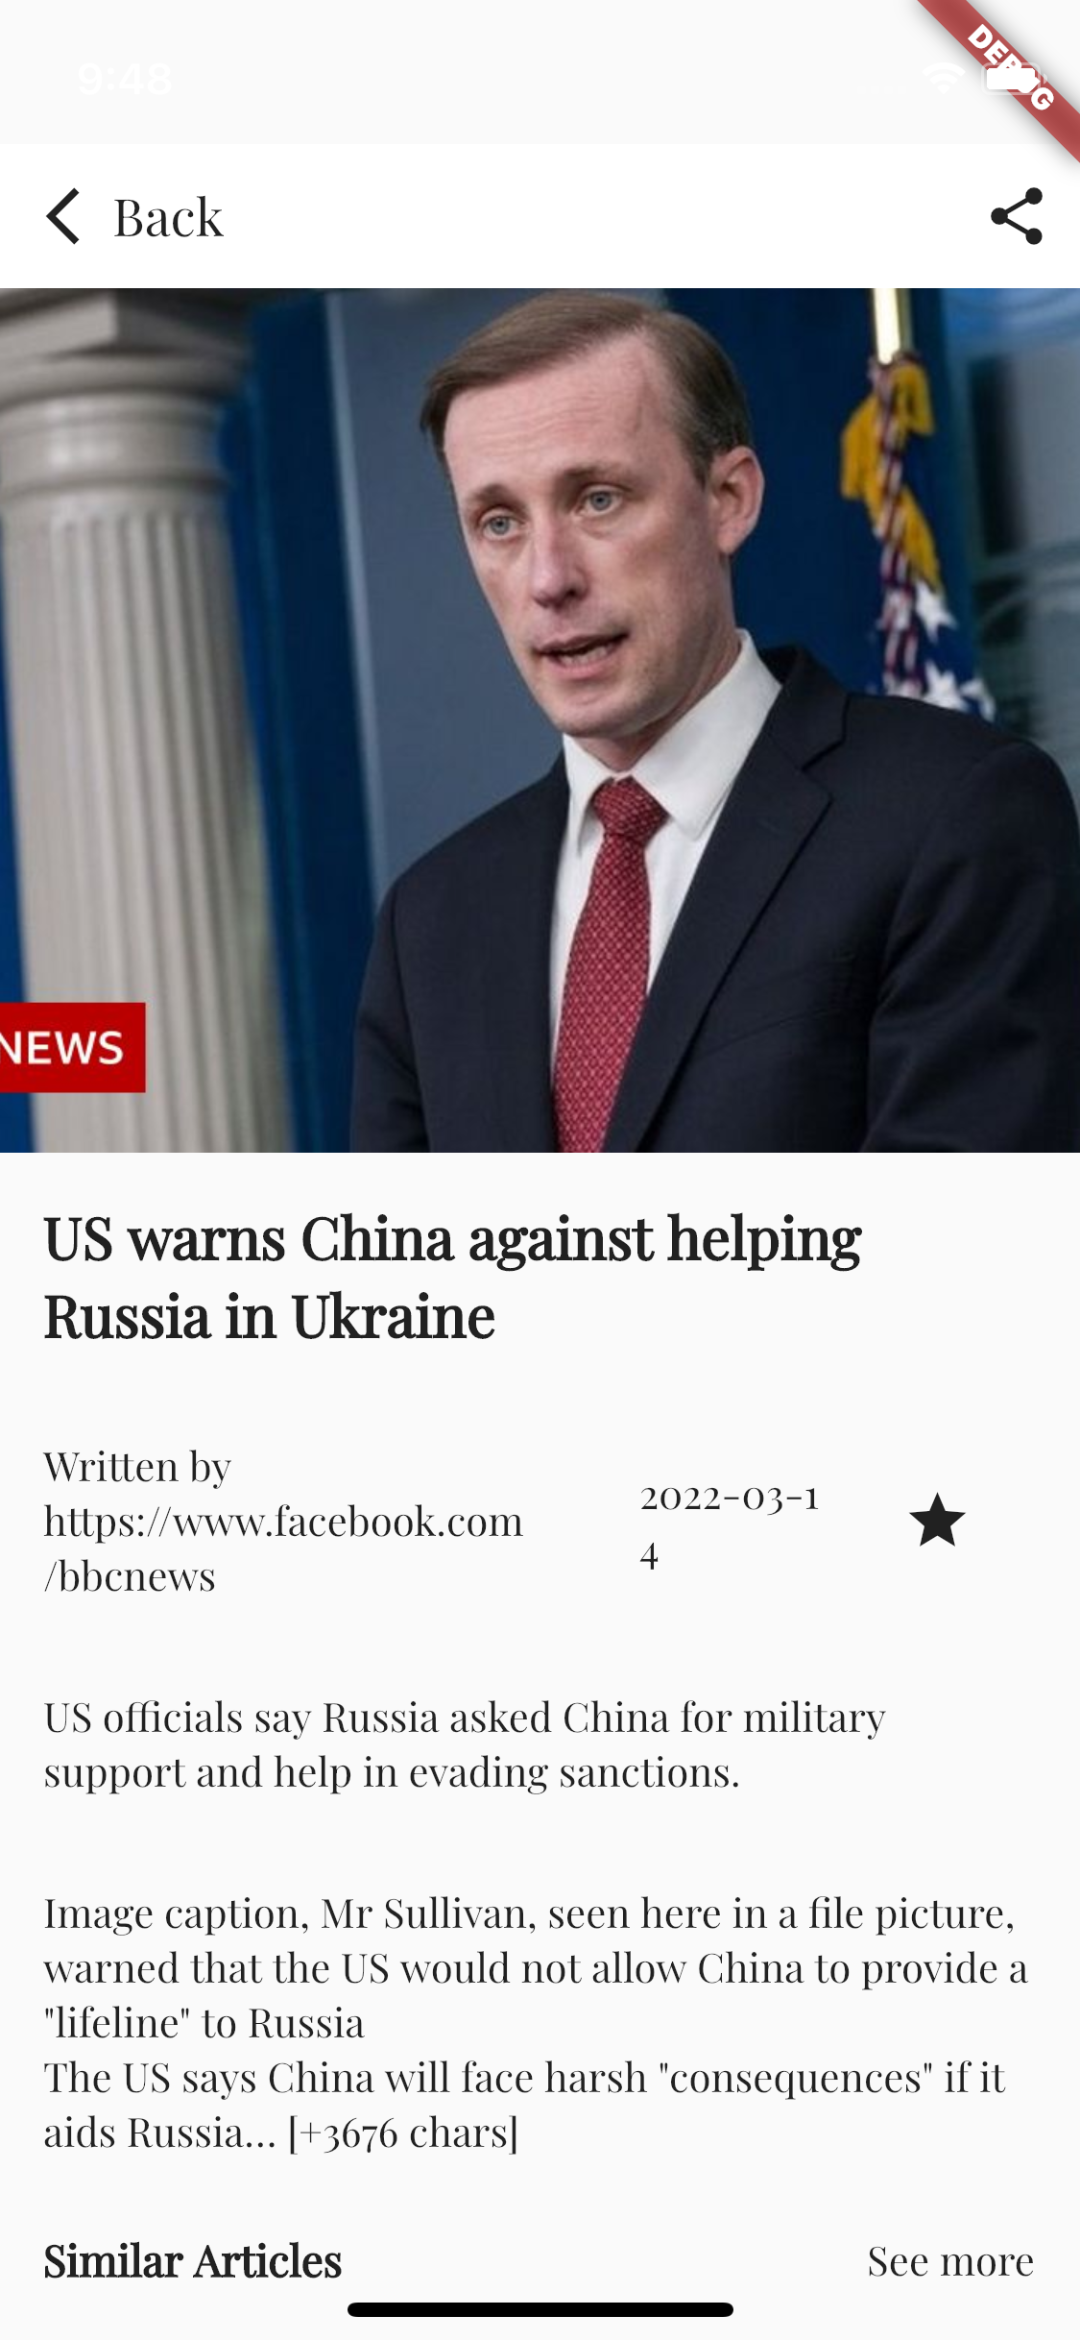 9:48
DEBUG
Back
NEWS
US warns China against helping
Russia in Ukraine
Written by
https://www.facebook.com
/bbcnews
2022-03-1
4
US officials say Russia asked China for military
support and help in evading sanctions.
Image caption, Mr Sullivan, seen here in a file picture,
warned that the US would not allow China to provide a
"lifeline" to Russia
The US says China will face harsh "consequences" if it
aids Russia... [+3676 chars]
Similar Articles
See more